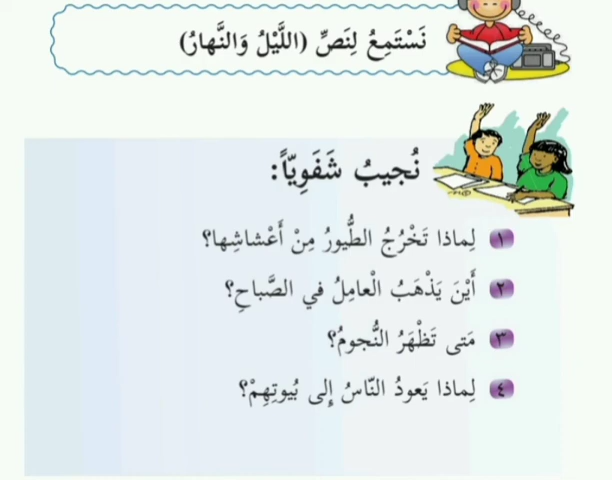 نَسْتَمِعُ لِنَصِّ (اللَّيْلُ وَالنَّهارُ)
نُجيبُ شَفَوِيّاً:
١ لِماذا تَخْرُجُ الطُّيورُ مِنْ أَعْشاشِها؟
٢ أَيْنَ يَذْهَبُ الْعامِلُ في الصَّباحِ؟
٣ مَتى تَظْهَرُ النُّجومُ؟
٤ لِماذا يَعودُ النّاسُ إِلى بُيوتِهِمْ؟